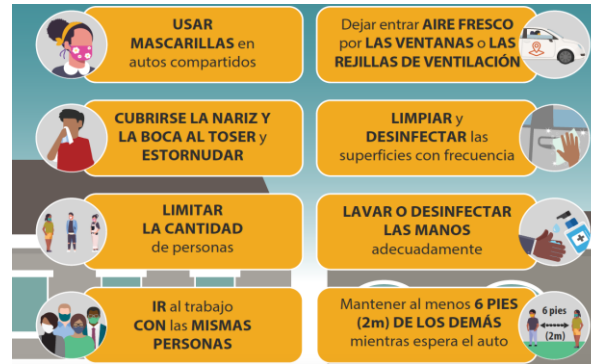 USAR
MASCARILLAS en
autos compartidos
Dejar entrar AIRE FRESCO
por LAS VENTANAS o LAS
REJILLAS DE VENTILACIÓN
CUBRIRSE LA NARIZ Y
LA BOCA AL TOSER y
ESTORNUDAR
LIMPIAR y
DESINFECTAR las
superficies con frecuencia
LIMITAR
LA CANTIDAD
de personas
LAVAR O DESINFECTAR
LAS MANOS
adecuadamente
IR al trabajo
CON las MISMAS
PERSONAS
Mantener al menos 6 PIES
(2m) DE LOS DEMÁS
mientras espera el auto
6 pies
(2m)